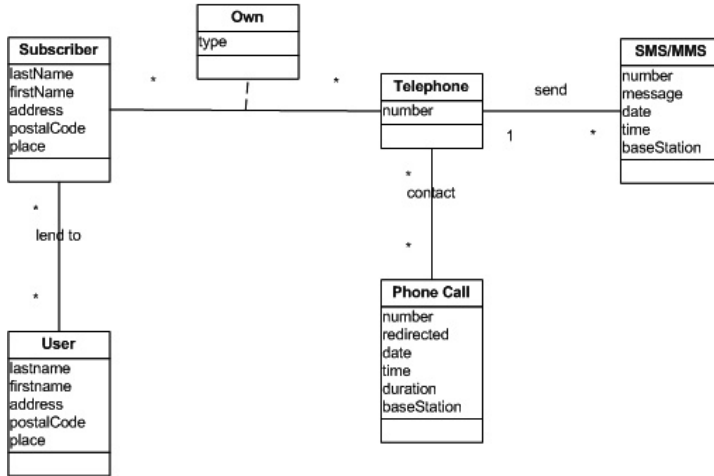 Own
type
Subscriber
lastName
firstName
address
postalCode
place
*
*
Telephone
number
send
1
*
SMS/MMS
number
message
date
time
baseStation
*
lend to
*
*
contact
*
User
lastname
firstname
address
postalCode
place
Phone Call
number
redirected
date
time
duration
baseStation